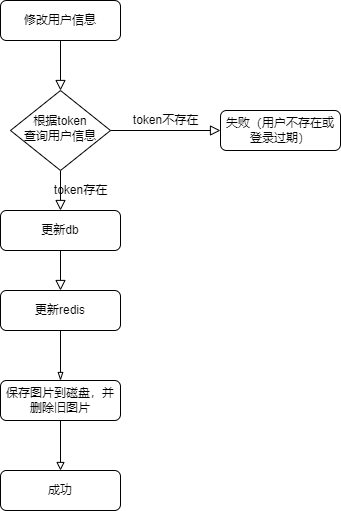 修改用户信息
根据token
查询用户信息
token不存在
失败（用户不存在或
登录过期）
token存在
更新db
更新redis
保存图片到磁盘，并
删除旧图片
成功